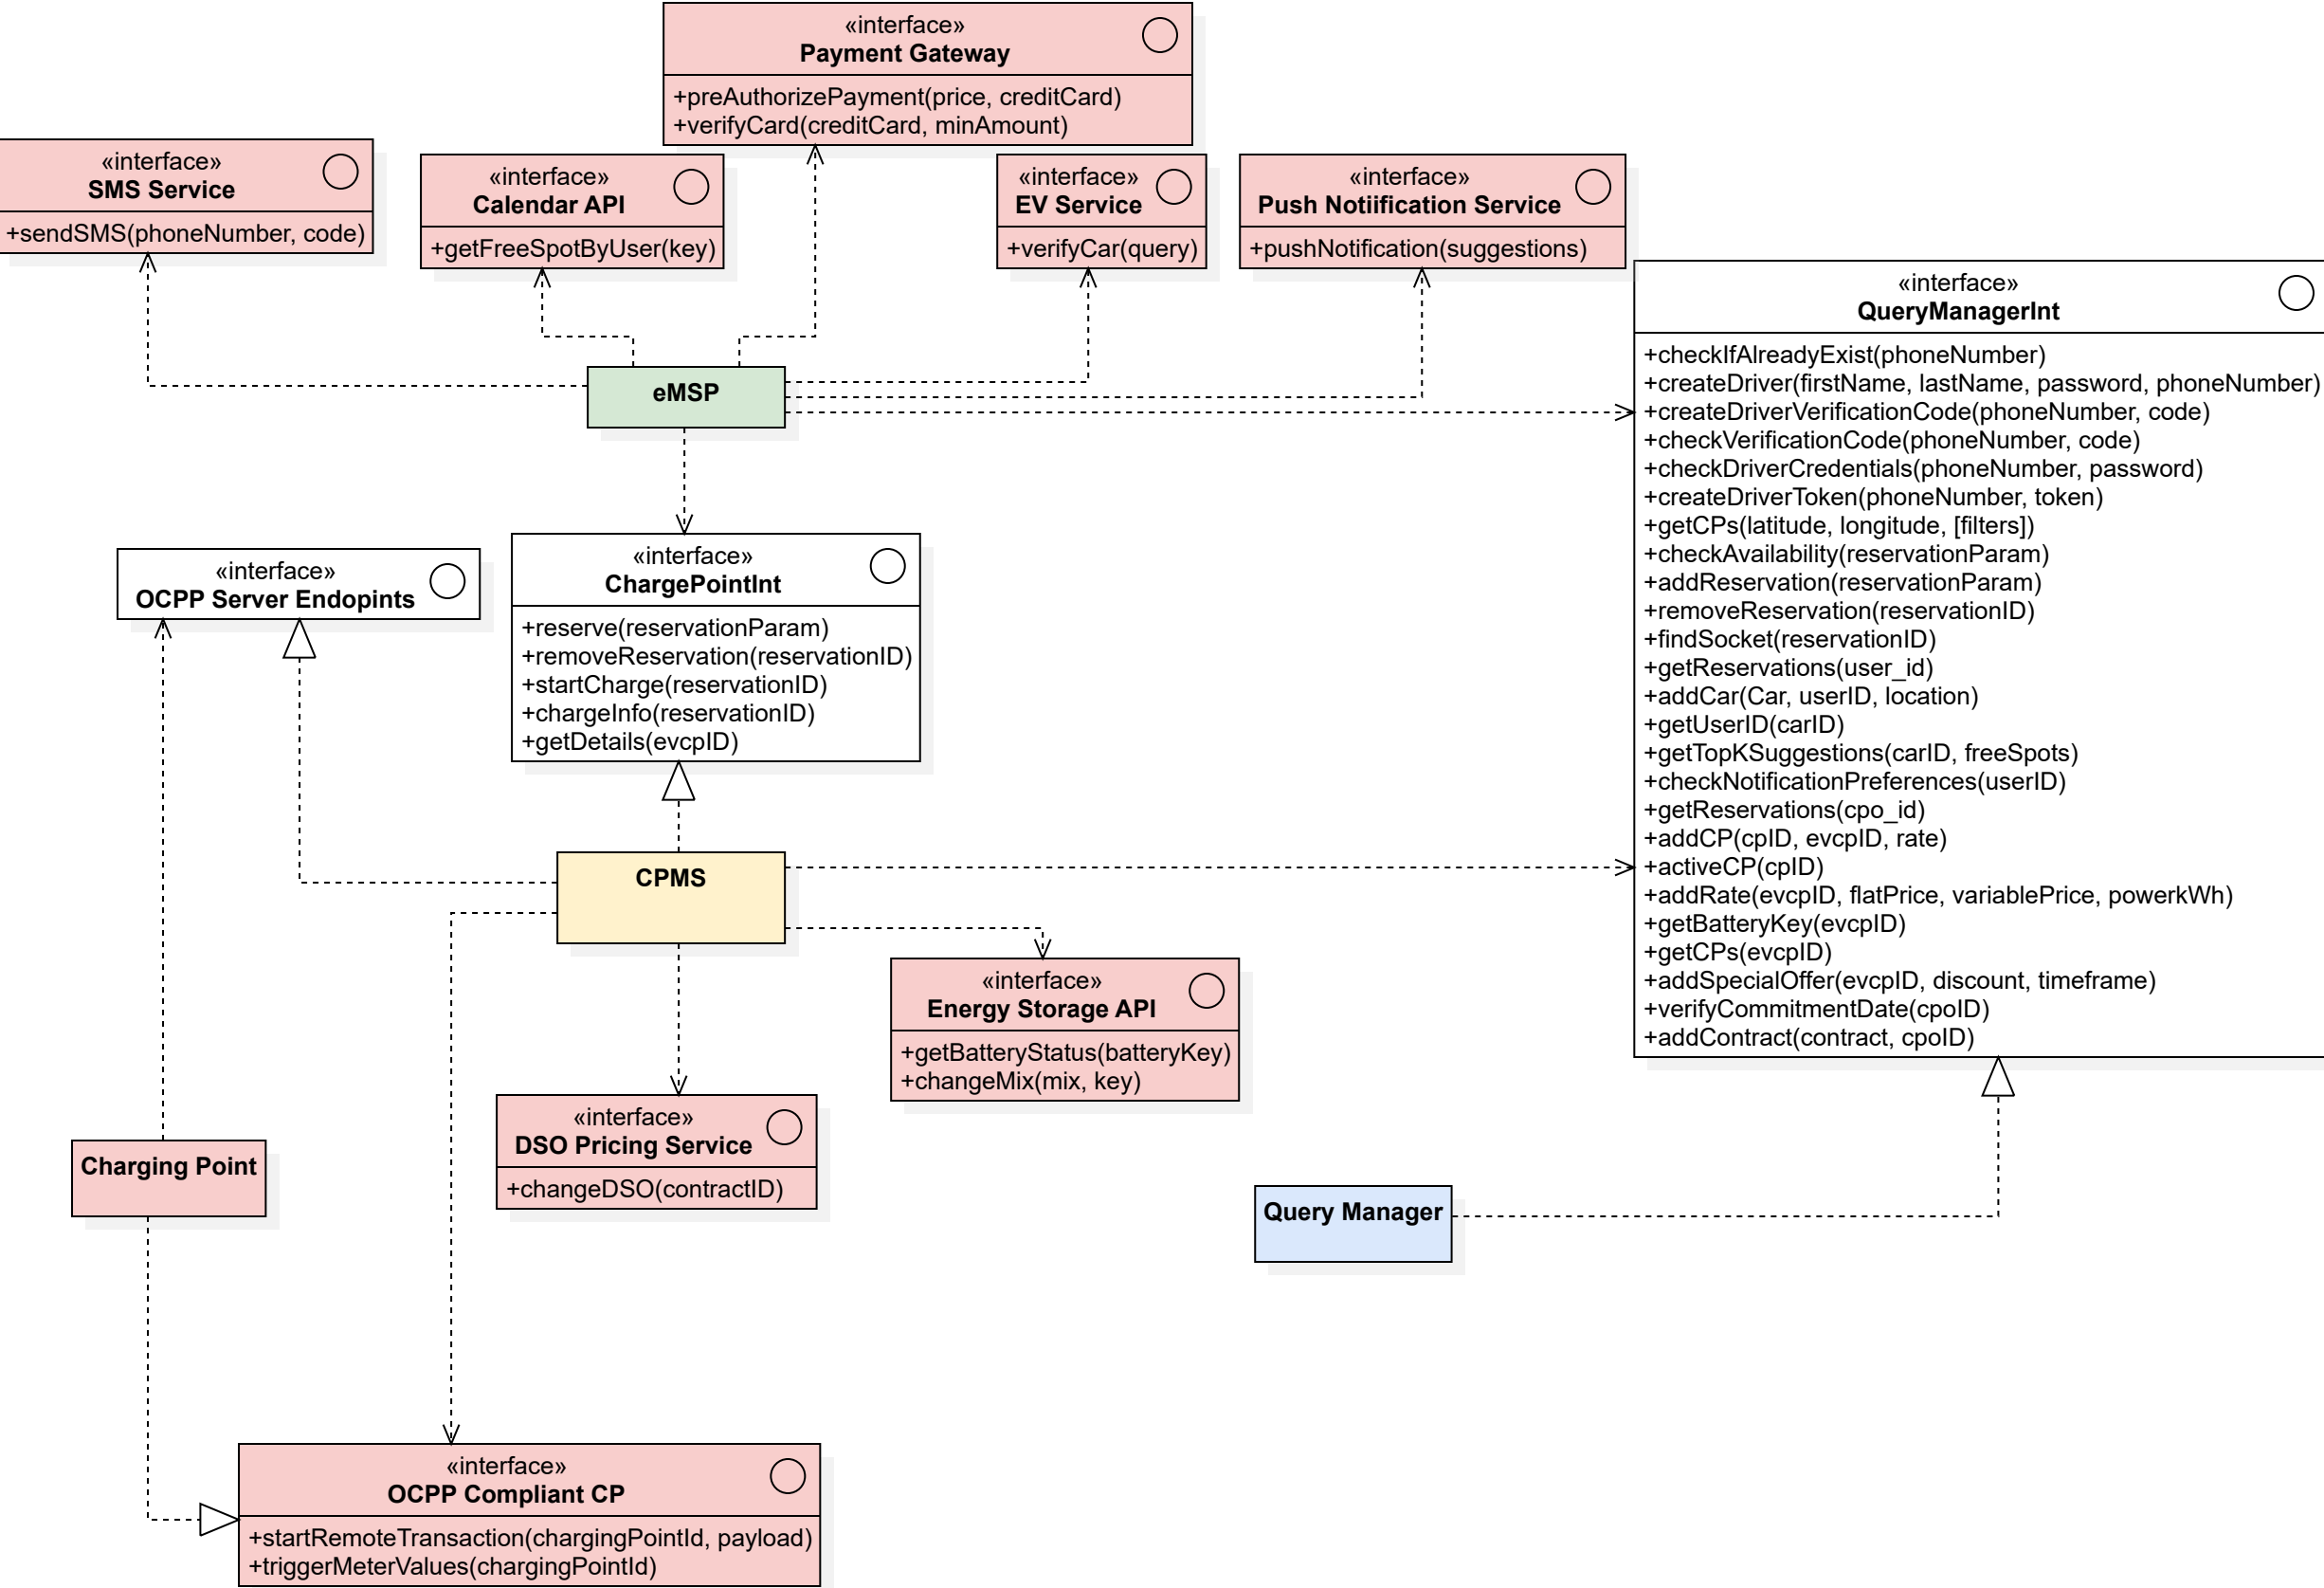 «interface»
Payment Gateway
+preAuthorizePayment(price, creditCard)
+verifyCard(creditCard, minAmount)
«interface»
SMS Service
+sendSMS(phoneNumber, code)
«interface»
Calendar API
+getFreeSpotByUser(key)
«interface»
EV Service
+verifyCar(query)
«interface»
Push Notiification Service
+pushNotification(suggestions)
«interface»
QueryManagerInt
+checkIfAlreadyExist(phoneNumber)
+createDriver(firstName, lastName, password, phoneNumber)
+createDriverVerificationCode(phoneNumber, code)
+checkVerificationCode(phoneNumber, code)
+checkDriverCredentials(phoneNumber, password)
+createDriverToken(phoneNumber, token)
+getCPs(latitude, longitude, [filters])
+checkAvailability(reservationParam)
+addReservation(reservationParam)
+removeReservation(reservationID)
+findSocket(reservationID)
+getReservations(user_id)
+addCar(Car, userID, location)
+getUserID(carID)
+getTopKSuggestions(carID, freeSpots)
+checkNotificationPreferences(userID)
+getReservations(cpo_id)
+addCP(cpID, evcpID, rate)
+activeCP(cpID)
+addRate(evcpID, flatPrice, variablePrice, powerkWh)
+getBatteryKey(evcpID)
+getCPs(evcpID)
+addSpecialOffer(evcpID, discount, timeframe)
+verifyCommitmentDate(cpoID)
+addContract(contract, cpoID)
eMSP
«interface»
OCPP Server Endopints
«interface»
ChargePointInt
+reserve(reservationParam)
+removeReservation(reservationID)
+startCharge(reservationID)
+chargeInfo(reservationID)
+getDetails(evcpID)
CPMS
«interface»
Energy Storage API
+getBatteryStatus(batteryKey)
+changeMix(mix, key)
«interface»
DSO Pricing Service
+changeDSO(contractID)
Charging Point
Query Manager
«interface»
OCPP Compliant CP
+startRemoteTransaction(chargingPointId, payload)
+triggerMeterValues(chargingPointId)